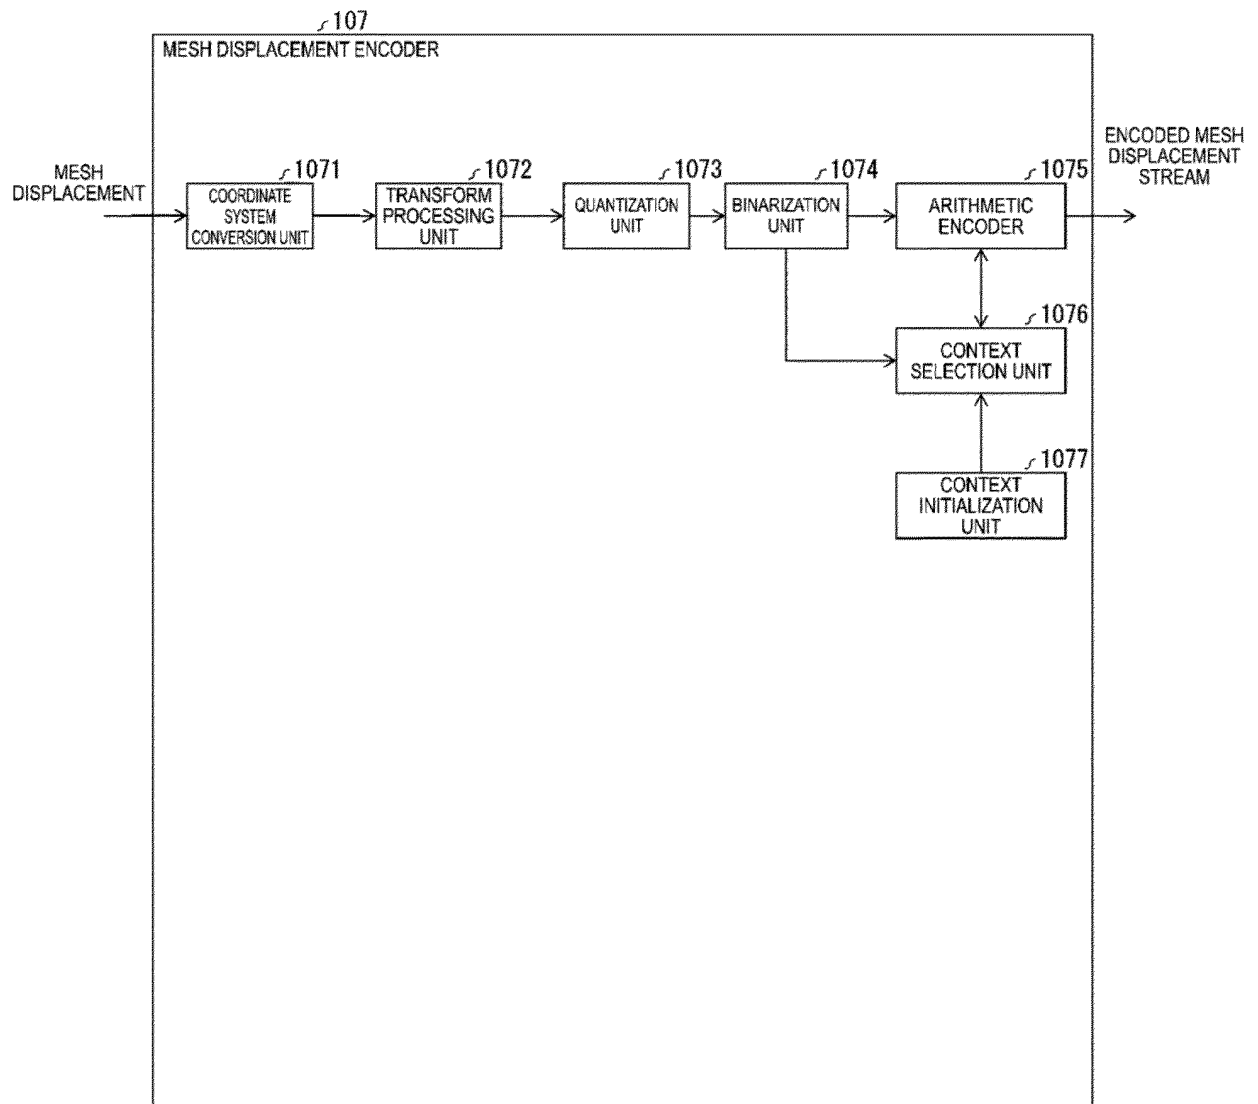 107
MESH DISPLACEMENT ENCODER
MESH
DISPLACEMENT
1071
COORDINATE
SYSTEM
CONVERSION UNIT
1072
TRANSFORM
PROCESSING
UNIT
1073
QUANTIZATION
UNIT
1074
BINARIZATION
UNIT
1075
ARITHMETIC
ENCODER
ENCODED MESH
DISPLACEMENT
STREAM
1076
CONTEXT
SELECTION UNIT
1077
CONTEXT
INITIALIZATION
UNIT